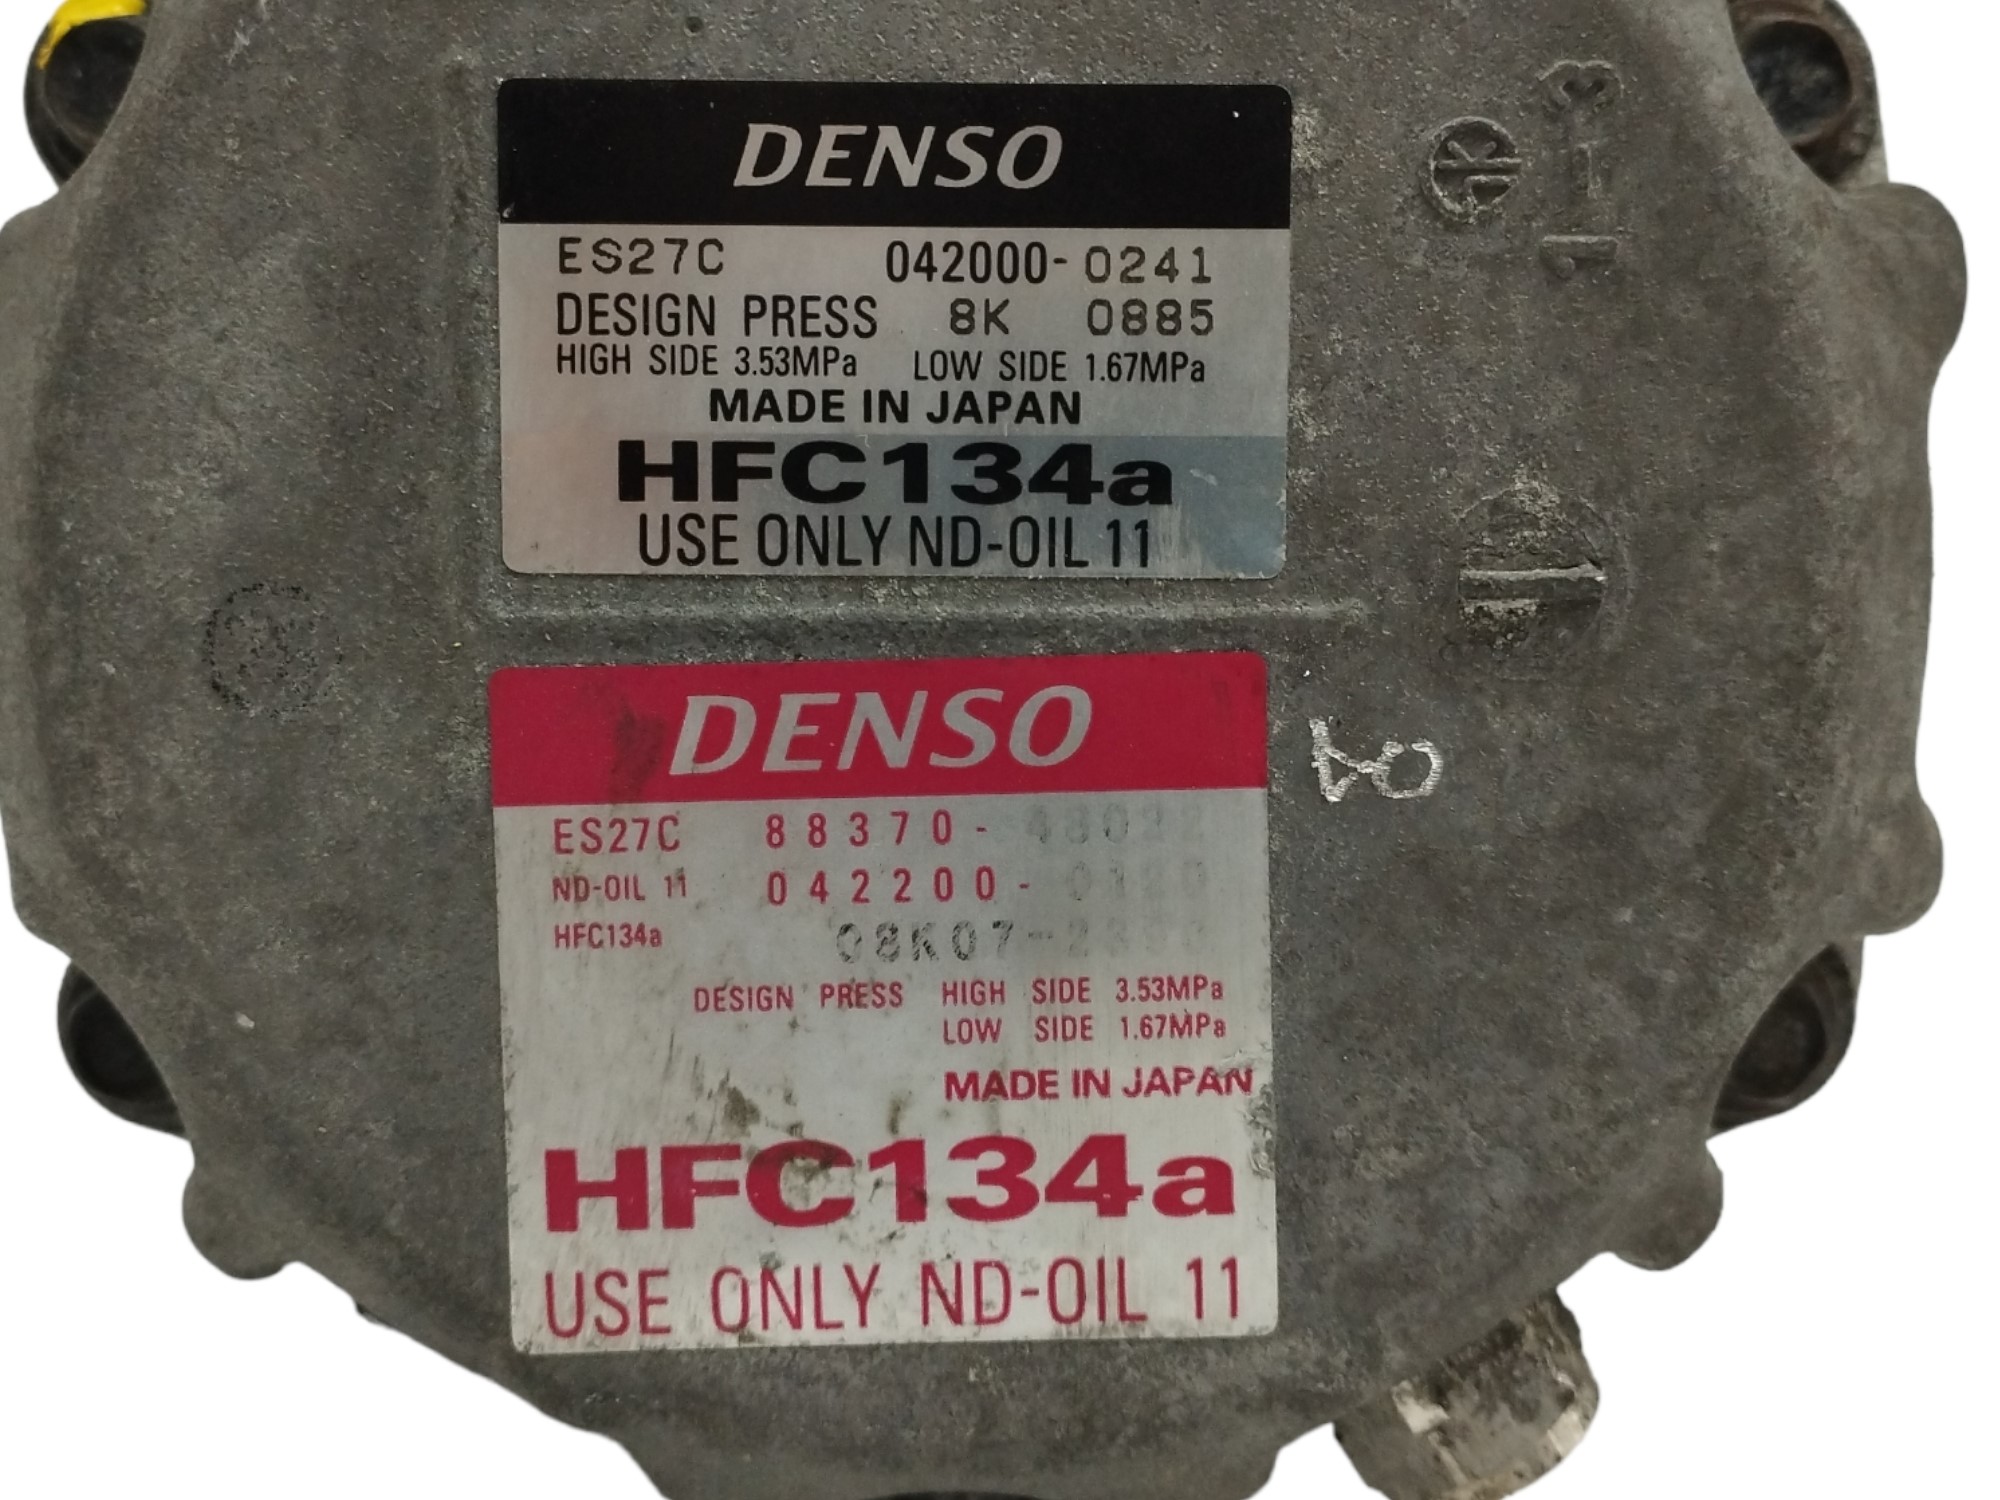 DENSO
ES27C 042000-0241
DESIGN PRESS 8K 0885
HIGH SIDE 3.53MPa LOW SIDE 1.67MPa
MADE IN JAPAN
HFC134a
USE ONLY ND-OIL 11
DENSO
ES27C 88370-48022
ND-OIL 11 042200-
HFC134a 08K07-
DESIGN PRESS HIGH SIDE 3.53MPa
LOW SIDE 1.67MPa
MADE IN JAPAN
HFC134a
USE ONLY ND-OIL 11